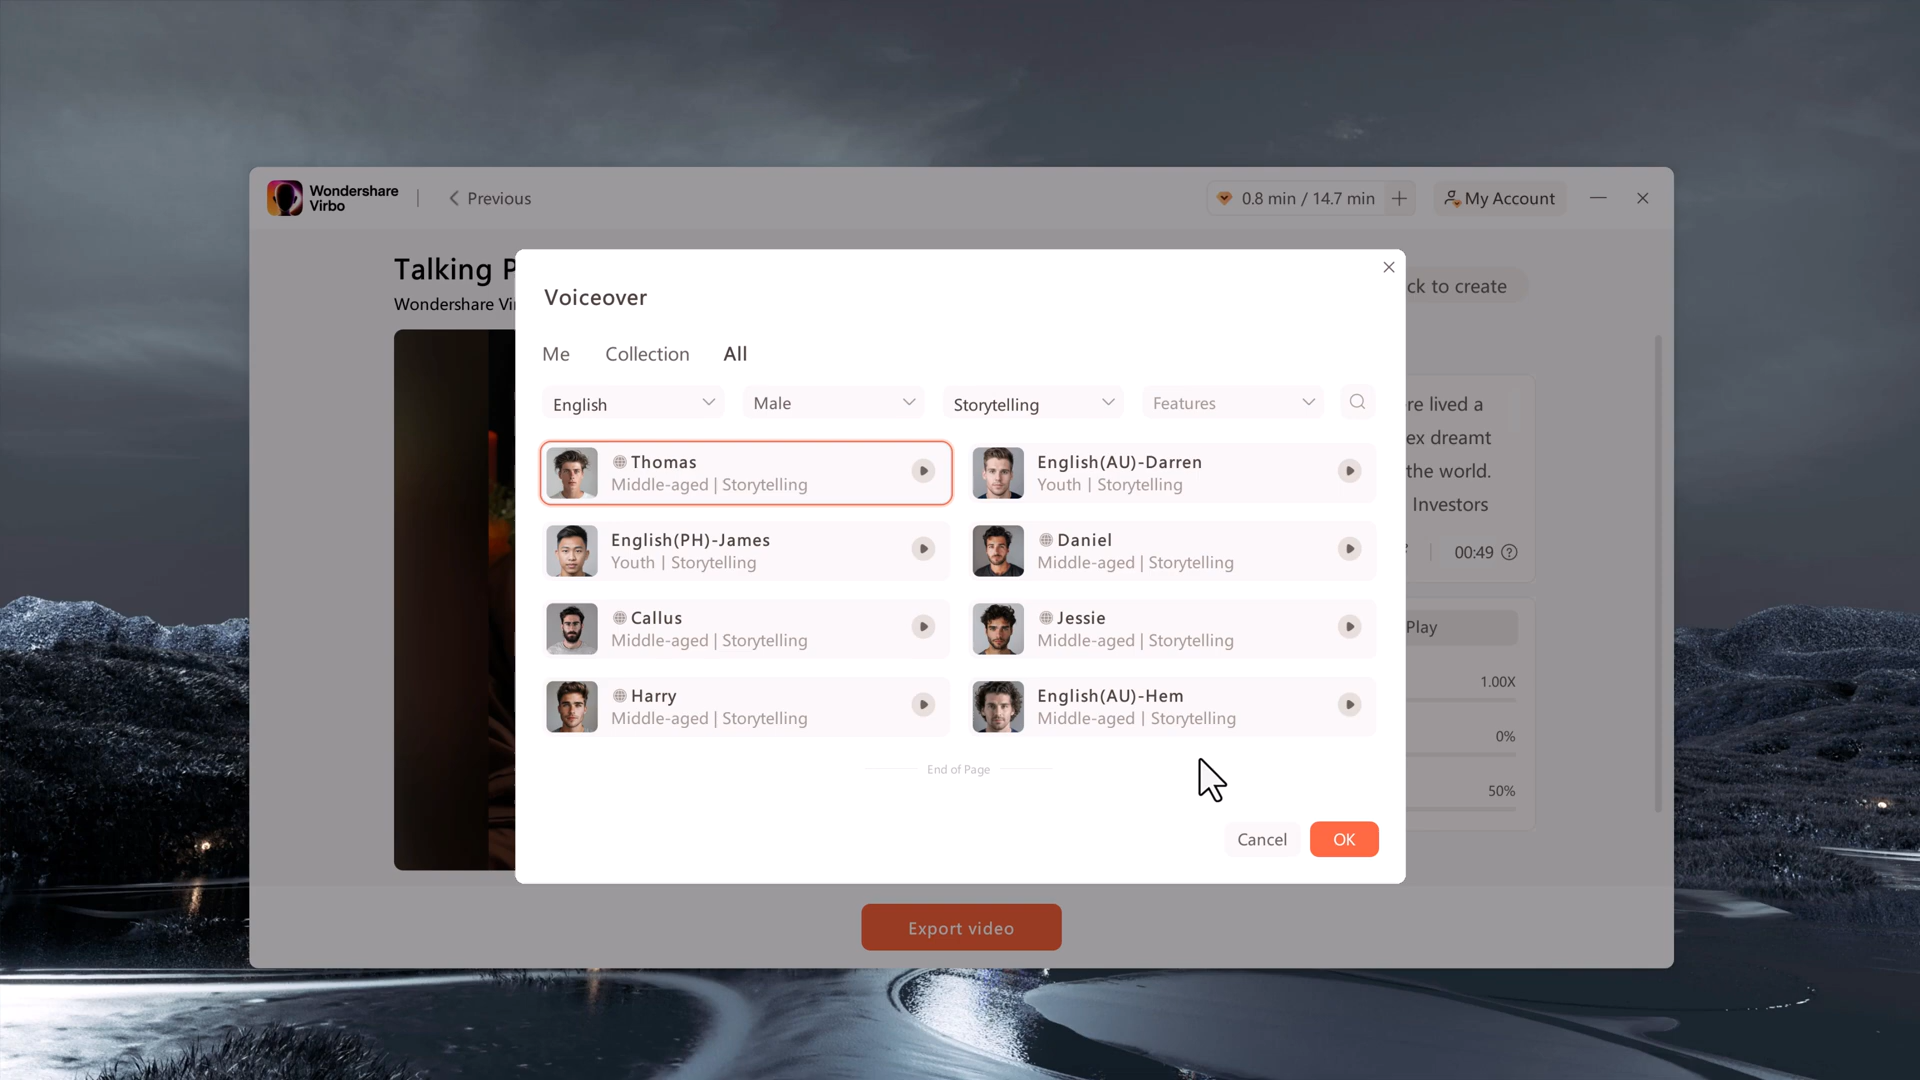 Wondershare
Virbo
Previous
0.8 min / 14.7 min
My Account
Talking P
Wondershare Vi
ck to create
Voiceover
Me
Collection
All
English
Male
Storytelling
Features
Thomas
Middle-aged | Storytelling
English(AU)-Darren
Youth | Storytelling
English(PH)-James
Youth | Storytelling
Daniel
Middle-aged | Storytelling
Callus
Middle-aged | Storytelling
Jessie
Middle-aged | Storytelling
Harry
Middle-aged | Storytelling
English(AU)-Hem
Middle-aged | Storytelling
End of Page
Cancel
OK
re lived a
ex dreamt
the world.
Investors
00:49
Play
1.00X
0%
50%
Export video